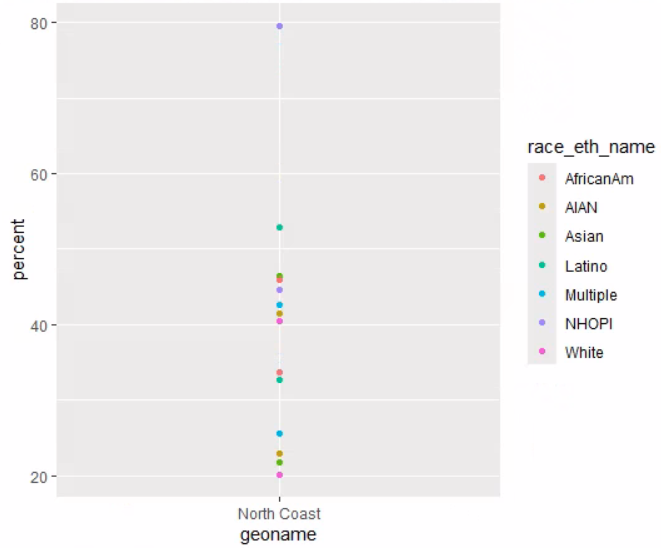 80
60
40
20
percent
North Coast
geoname
race_eth_name
AfricanAm
AIAN
Asian
Latino
Multiple
NHOPI
White